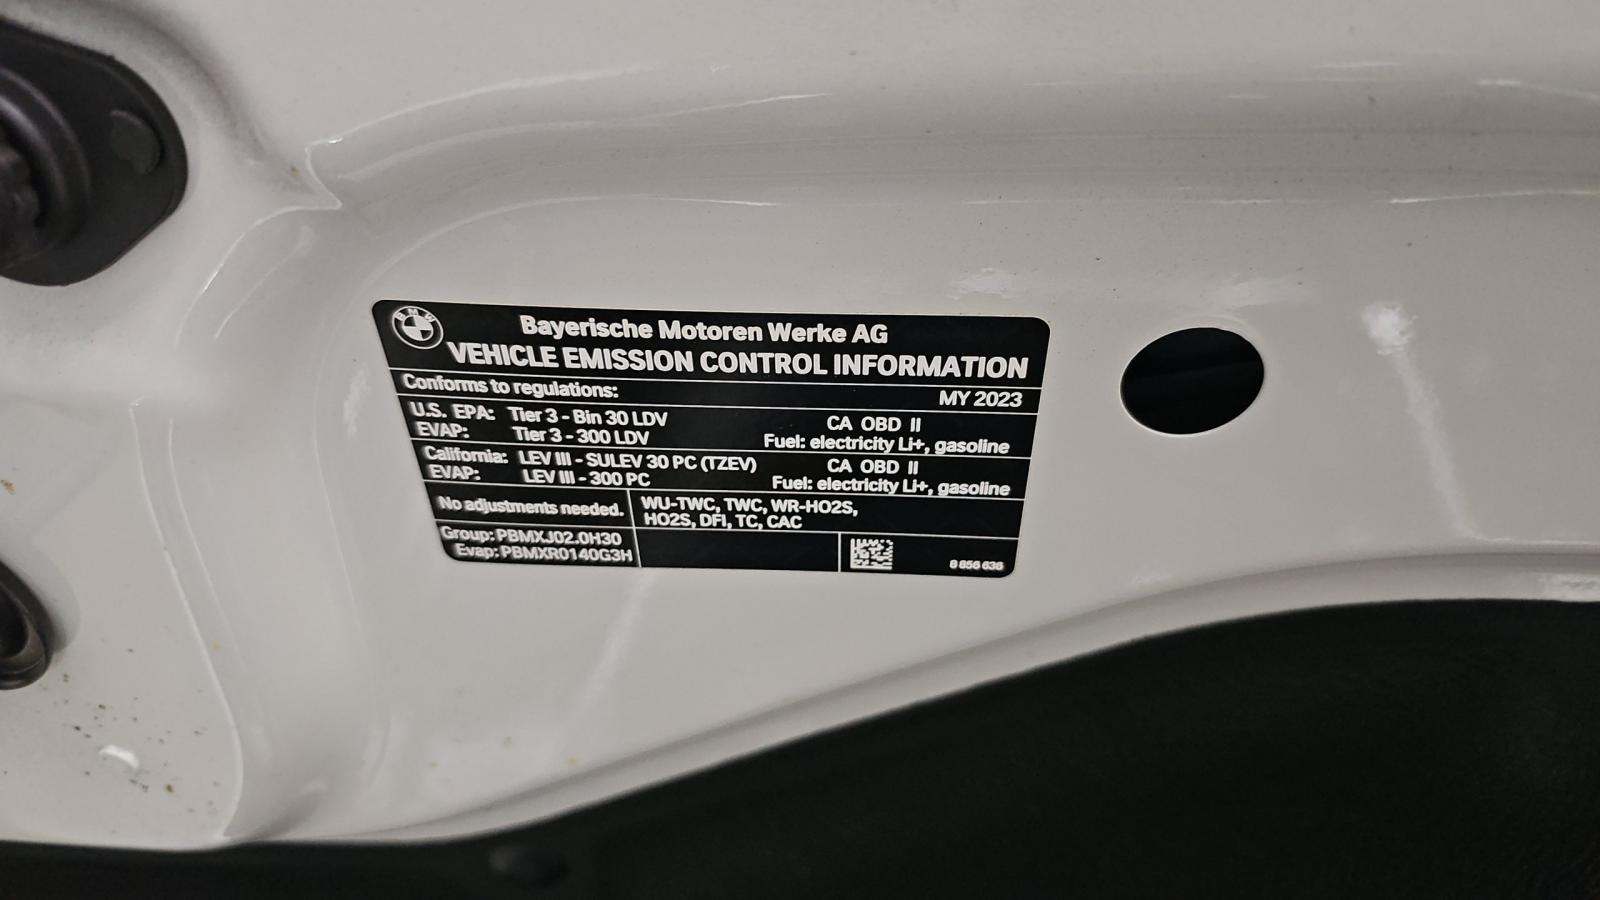 BMW
Bayerische Motoren Werke AG
VEHICLE EMISSION CONTROL INFORMATION
Conforms to regulations: MY 2023
U.S. EPA: Tier 3 - Bin 30 LDV CA OBD II
EVAP: Tier 3 - 300 LDV Fuel: electricity Li+, gasoline
California: LEV III - SULEV 30 PC (TZEV) CA OBD II
EVAP: LEV III - 300 PC Fuel: electricity Li+, gasoline
No adjustments needed. WU-TWC, TWC, WR-HO2S,
HO2S, DFI, TC, CAC
Group: PBMXJ02.0H30
Evap: PBMXR0140G3H